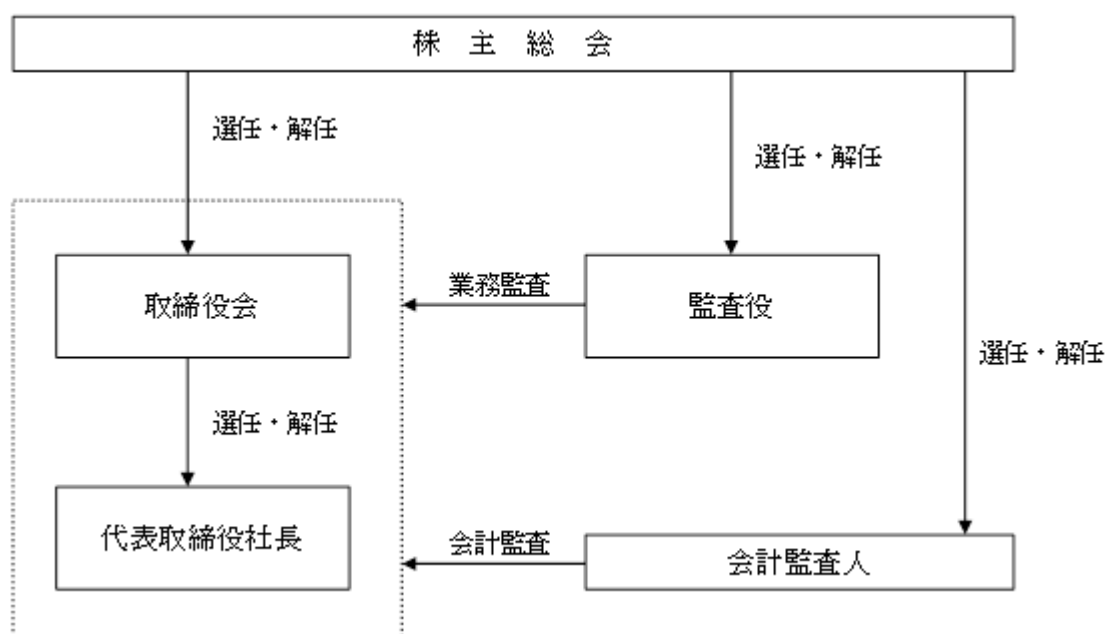 株 主 総 会
選任・解任
選任・解任
取締役会
業務監査
監査役
選任・解任
選任・解任
代表取締役社長
会計監査
会計監査人